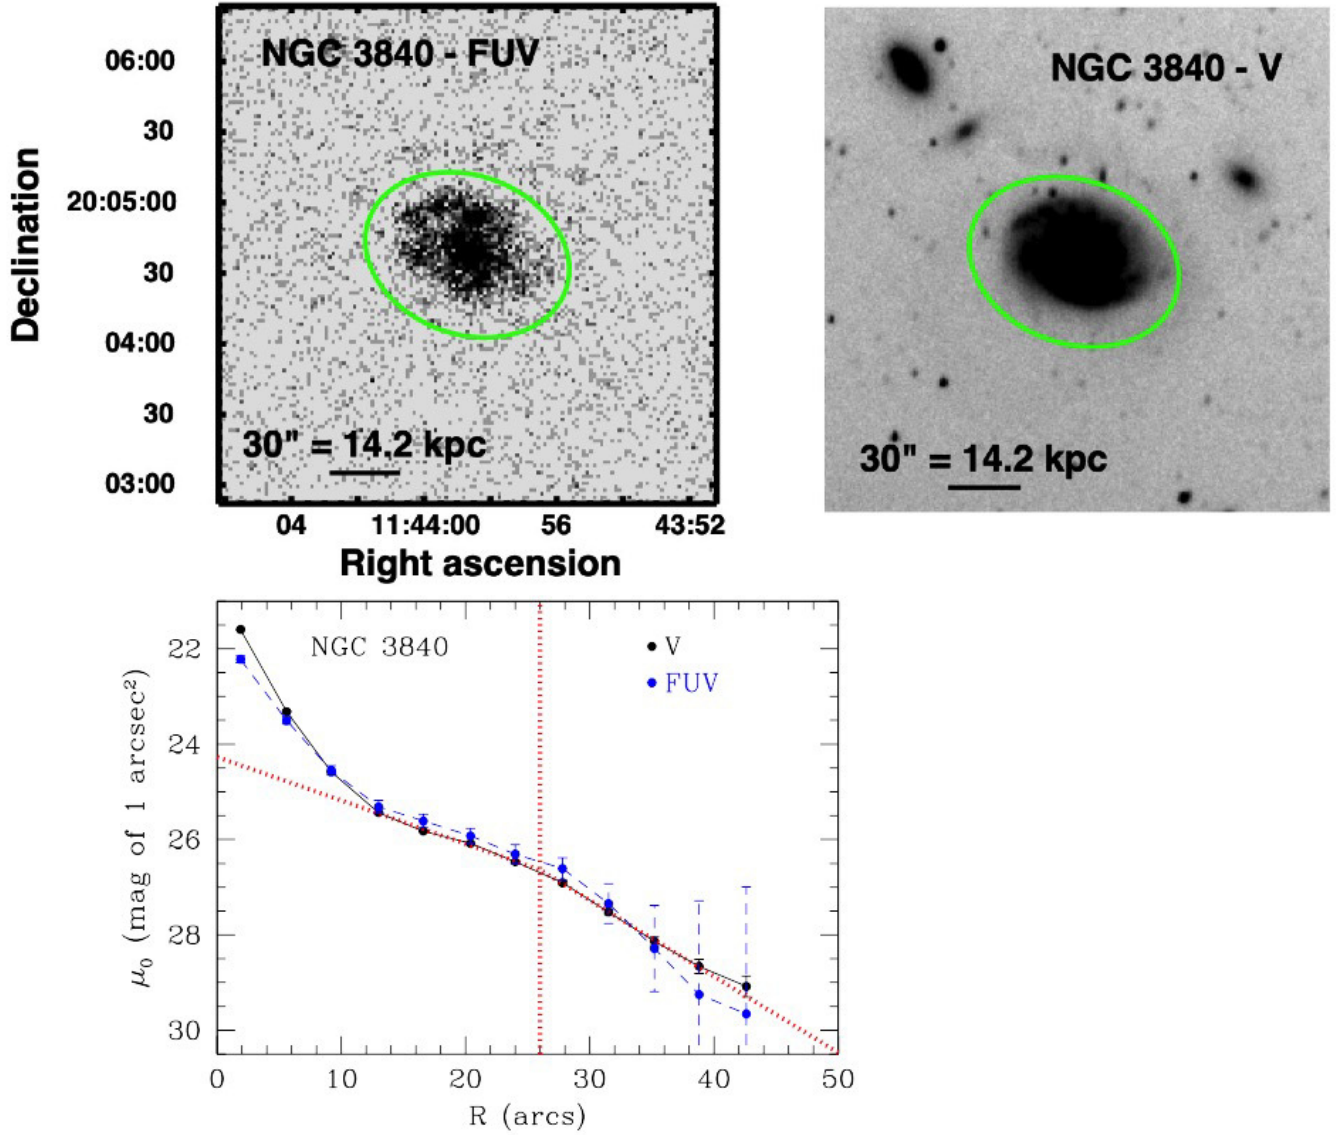 NGC 3840 - FUV
06:00
30
20:05:00
30
04:00
30
03:00
Declination
30" = 14.2 kpc
04 11:44:00 56 43:52
Right ascension
NGC 3840 - V
30" = 14.2 kpc
NGC 3840
V
FUV
22
24
26
28
30
μ₀ (mag of 1 arcsec²)
0 10 20 30 40 50
R (arcs)